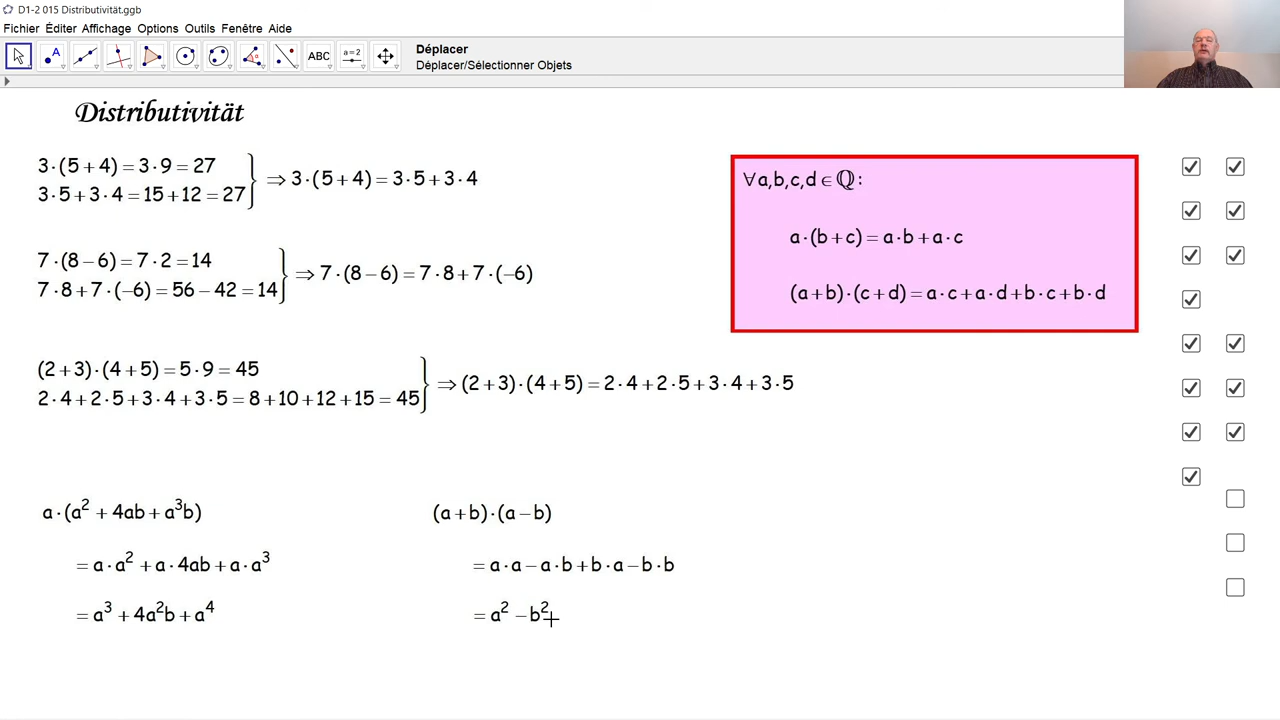 D1-2 015 Distributivität.ggb
Fichier Éditer Affichage Options Outils Fenêtre Aide
A ABC a=2 Déplacer
Déplacer/Sélectionner Objets
Distributivität
3·(5+4)=3·9=27
3·5+3·4=15+12=27
⇒3·(5+4)=3·5+3·4
7·(8−6)=7·2=14
7·8+7·(−6)=56−42=14
⇒7·(8−6)=7·8+7·(−6)
(2+3)·(4+5)=5·9=45
2·4+2·5+3·4+3·5=8+10+12+15=45
⇒(2+3)·(4+5)=2·4+2·5+3·4+3·5
∀a,b,c,d∈ℚ:
a·(b+c)=a·b+a·c
(a+b)·(c+d)=a·c+a·d+b·c+b·d
a·(a²+4ab+a³b)
=a·a²+a·4ab+a·a³
=a³+4a²b+a⁴
(a+b)·(a−b)
=a·a−a·b+b·a−b·b
=a²−b²